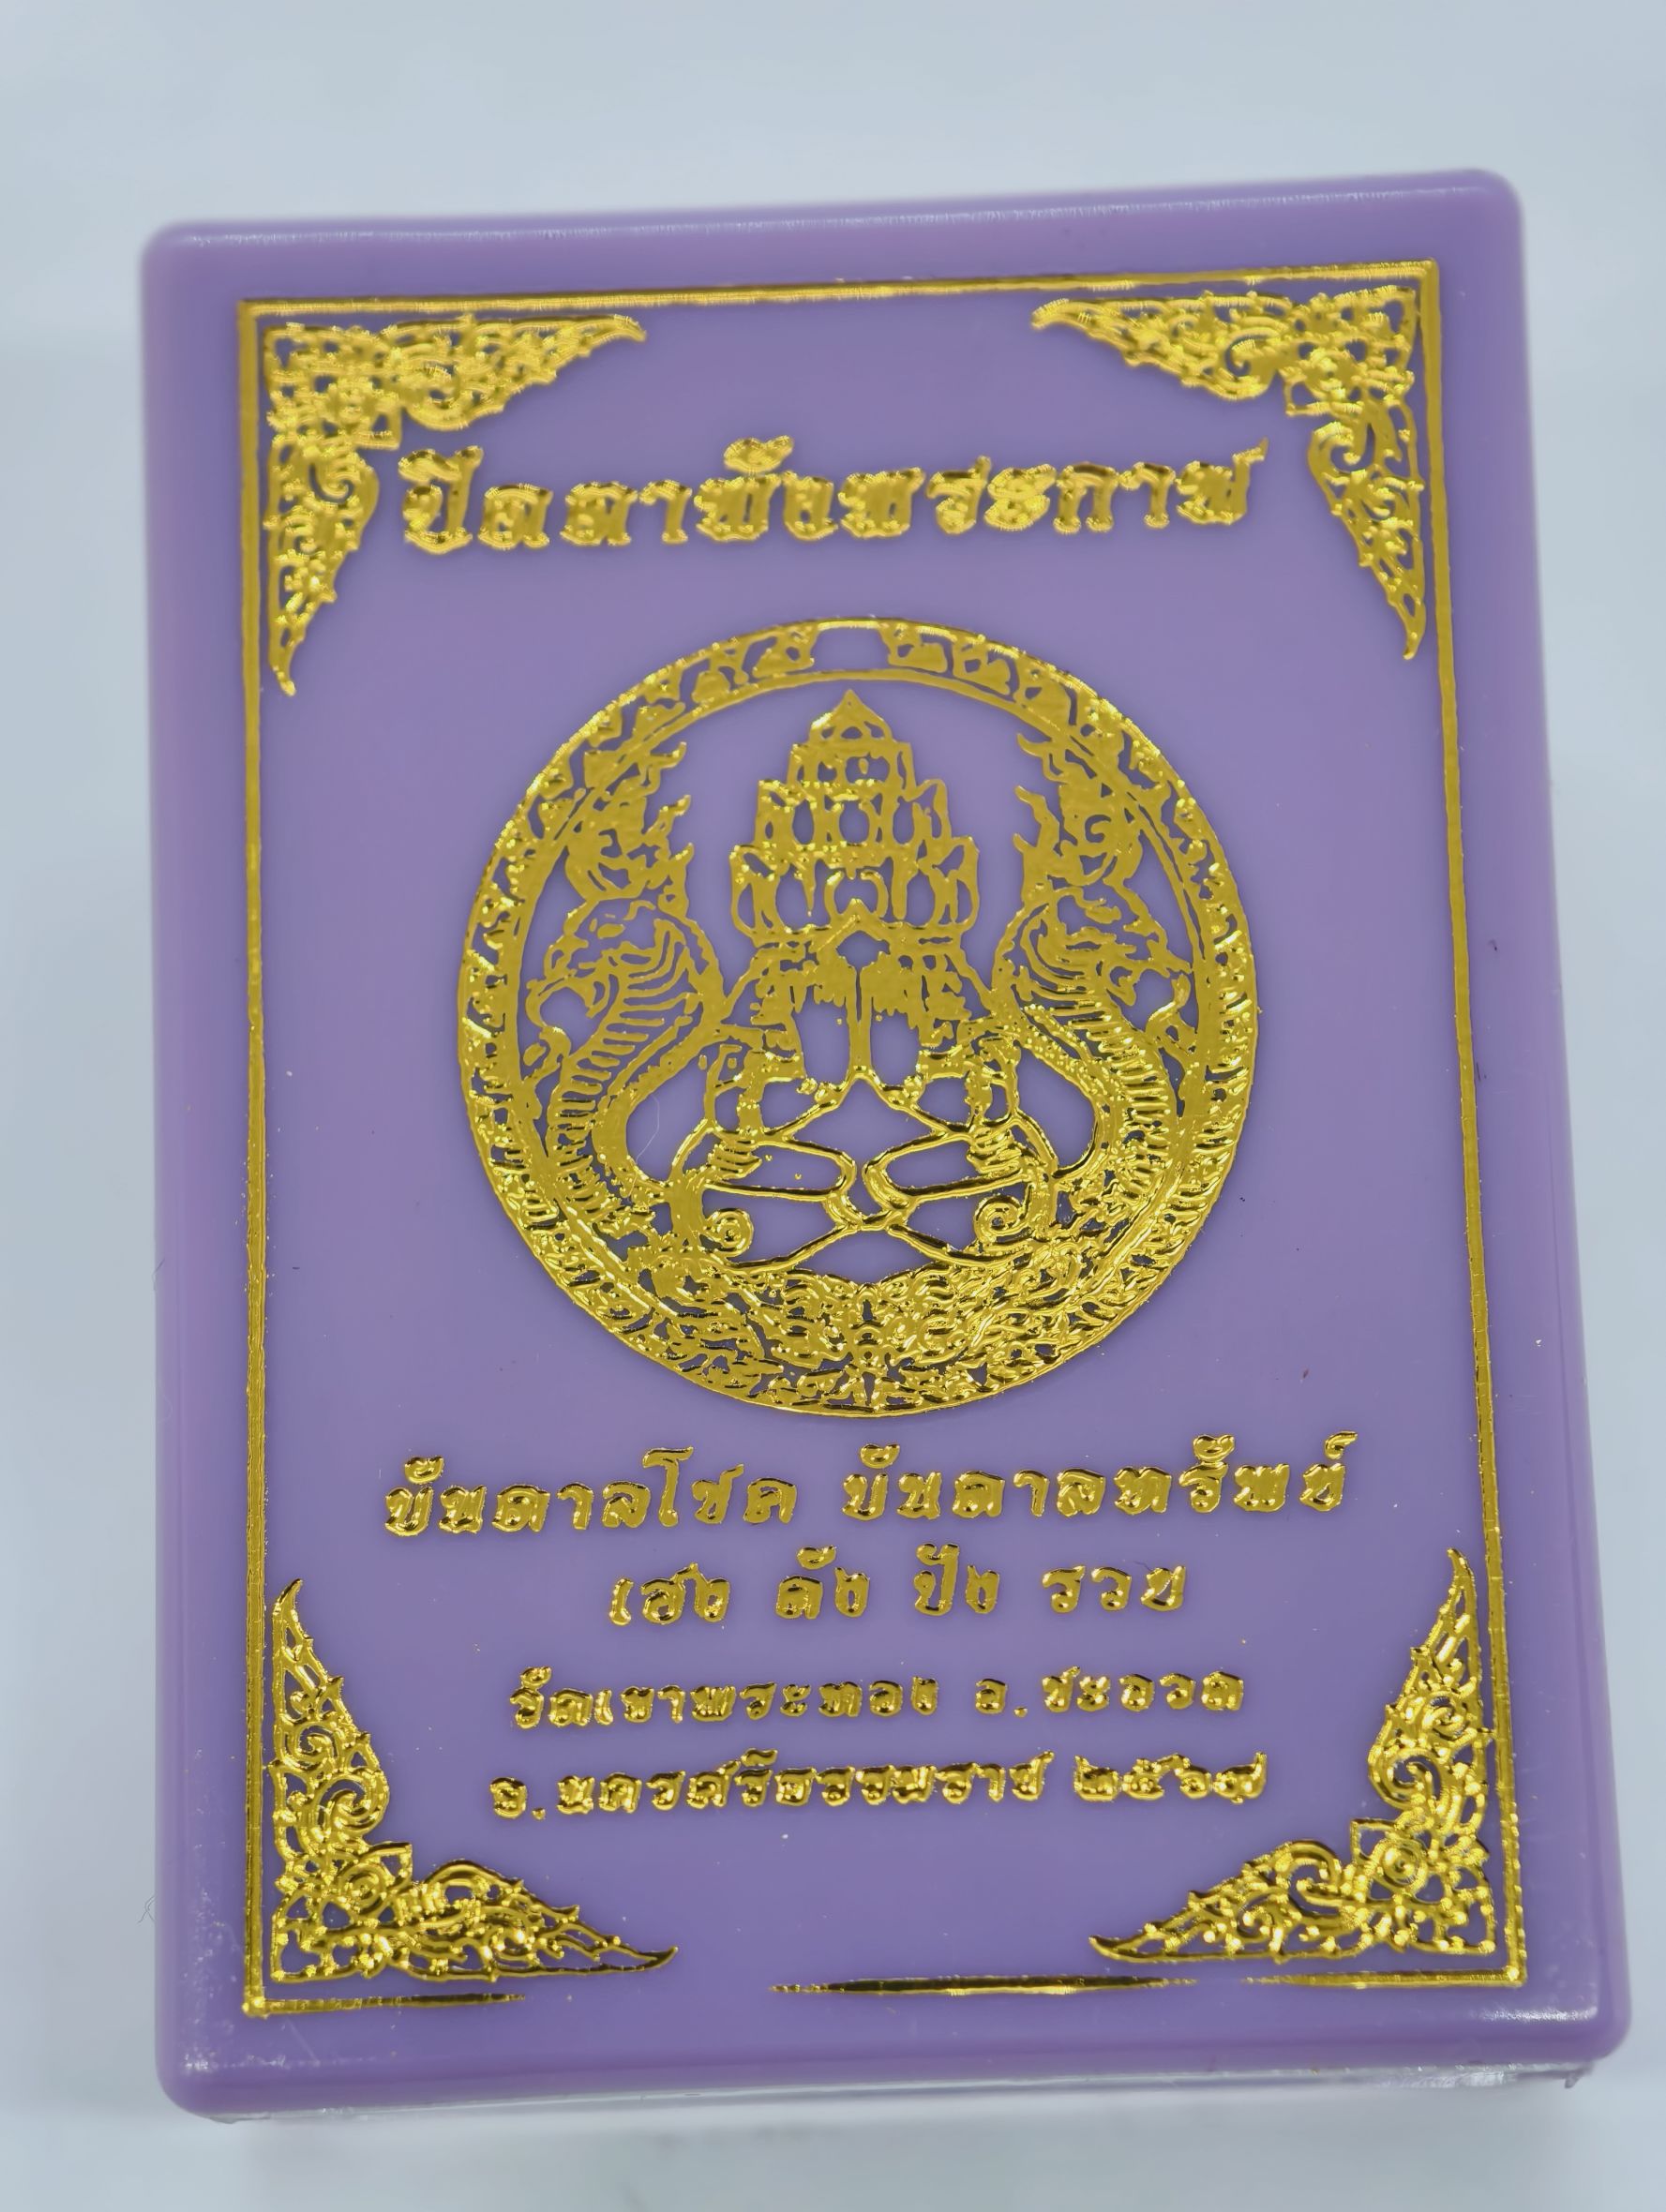 ปิดตาพังพระกาฬ
บันดาลโชค บันดาลทรัพย์
เฮง ดัง ปัง รวย
วัดเขาพระทอง อ.ชะอวด
จ.นครศรีธรรมราช ๒๕๖๗